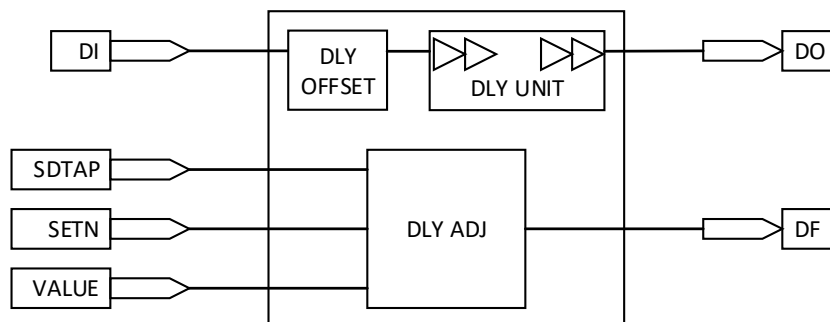 DI
DLY
OFFSET
DLY UNIT
DO
SDTAP
SETN
DLY ADJ
DF
VALUE